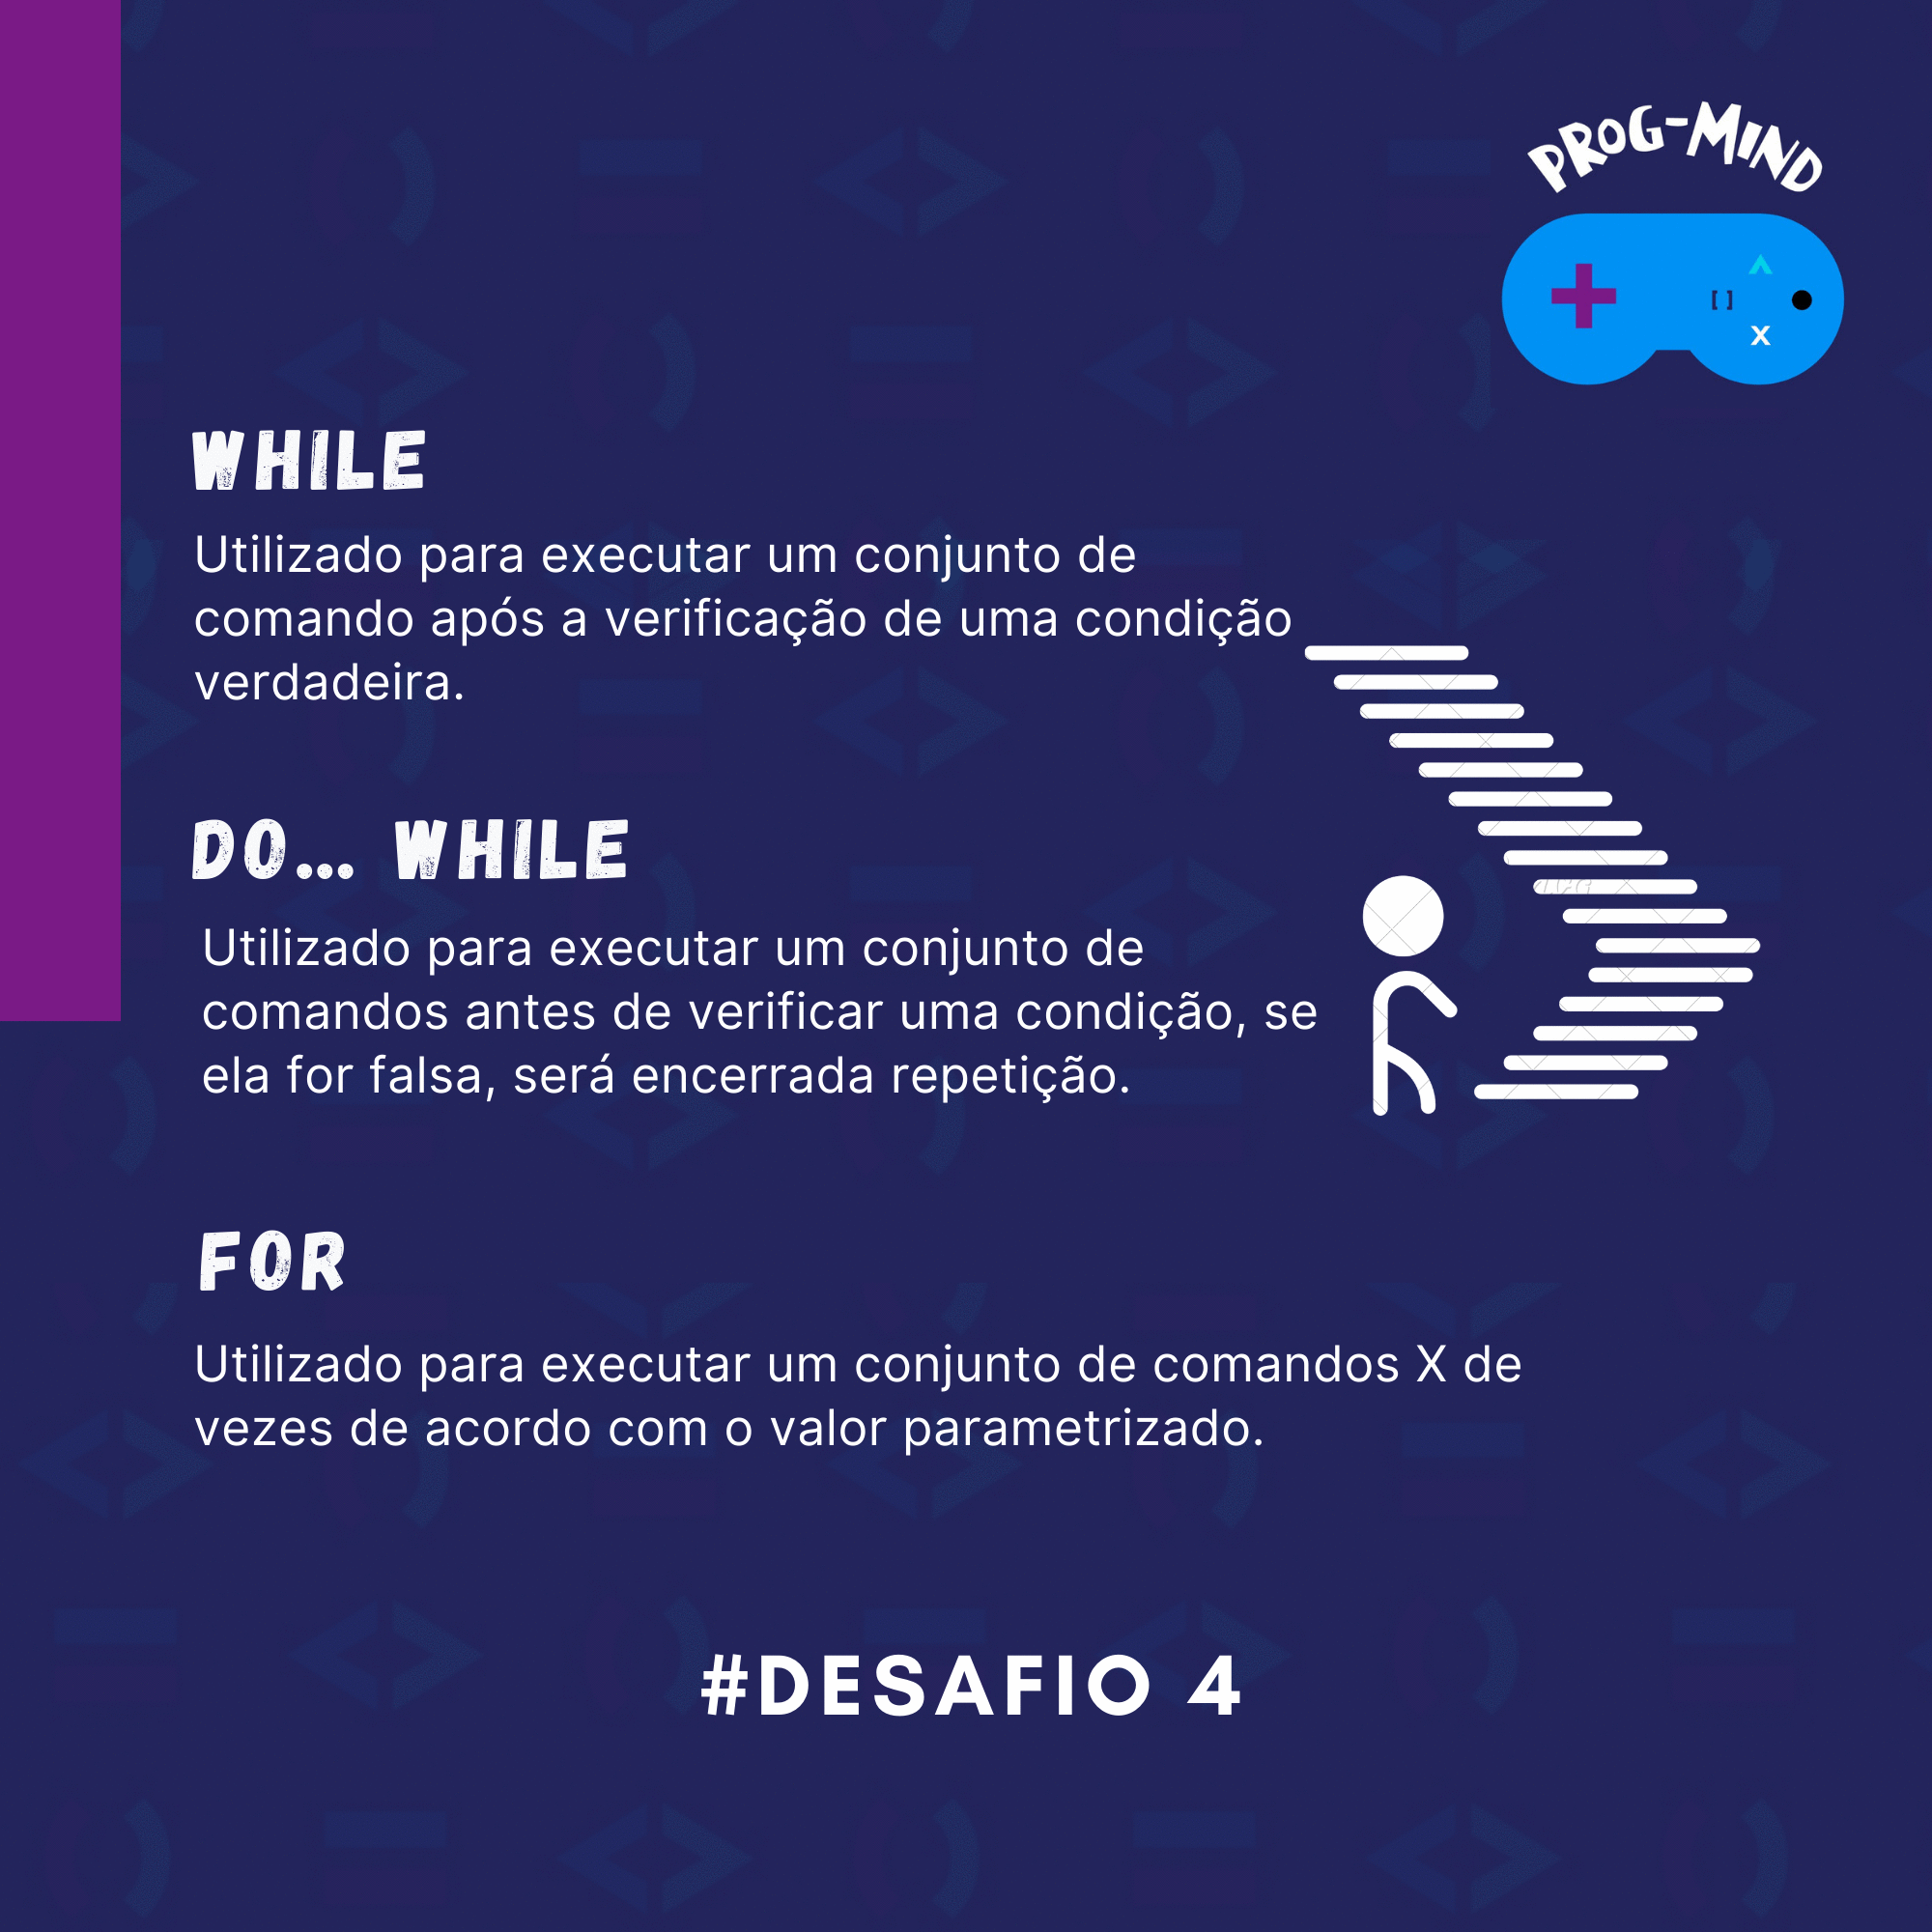 PROG-MIND
[ ]
X
WHILE
Utilizado para executar um conjunto de
comando após a verificação de uma condição
verdadeira.
DO... WHILE
Utilizado para executar um conjunto de
comandos antes de verificar uma condição, se
ela for falsa, será encerrada repetição.
FOR
Utilizado para executar um conjunto de comandos X de
vezes de acordo com o valor parametrizado.
#DESAFIO 4